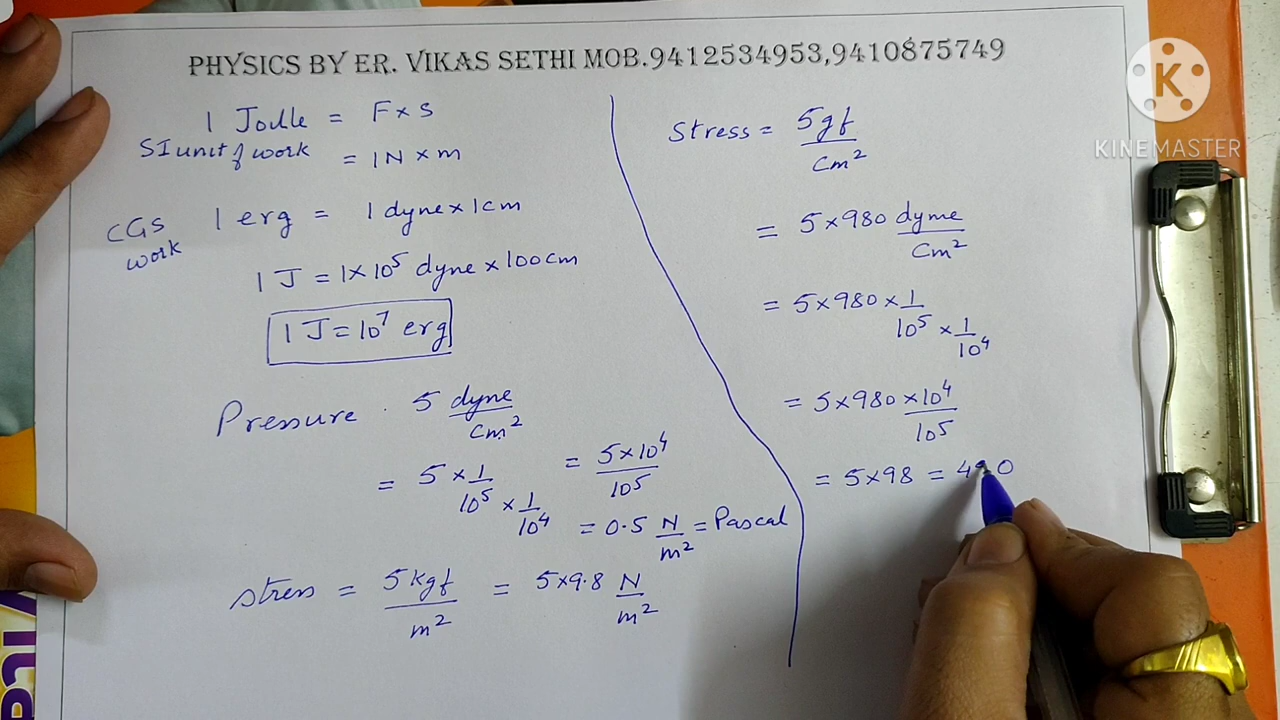 PHYSICS BY ER. VIKAS SETHI MOB.9412534953,9410875749
K
KINEMASTER
1 Joule = F × S
SI unit of work = 1N × m
CGS work 1 erg = 1 dyne × 1cm
1 J = 1 × 10⁵ dyne × 100cm
1 J = 10⁷ erg
Pressure . 5 dyne/cm²
= 5 × 1/10⁵ × 1/10⁴ = 5×10⁴/10⁵
= 0.5 N/m² = Pascal
stress = 5kgf/m² = 5×9.8 N/m²
Stress = 5gf/cm²
= 5×980 dyne/cm²
= 5×980 × 1/10⁵ × 1/10⁴
= 5×980 × 10⁴/10⁵
= 5×98 = 490